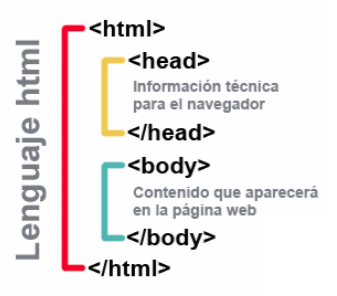 Lenguaje html
<html>
<head>
Información técnica
para el navegador
</head>
<body>
Contenido que aparecerá
en la página web
</body>
</html>